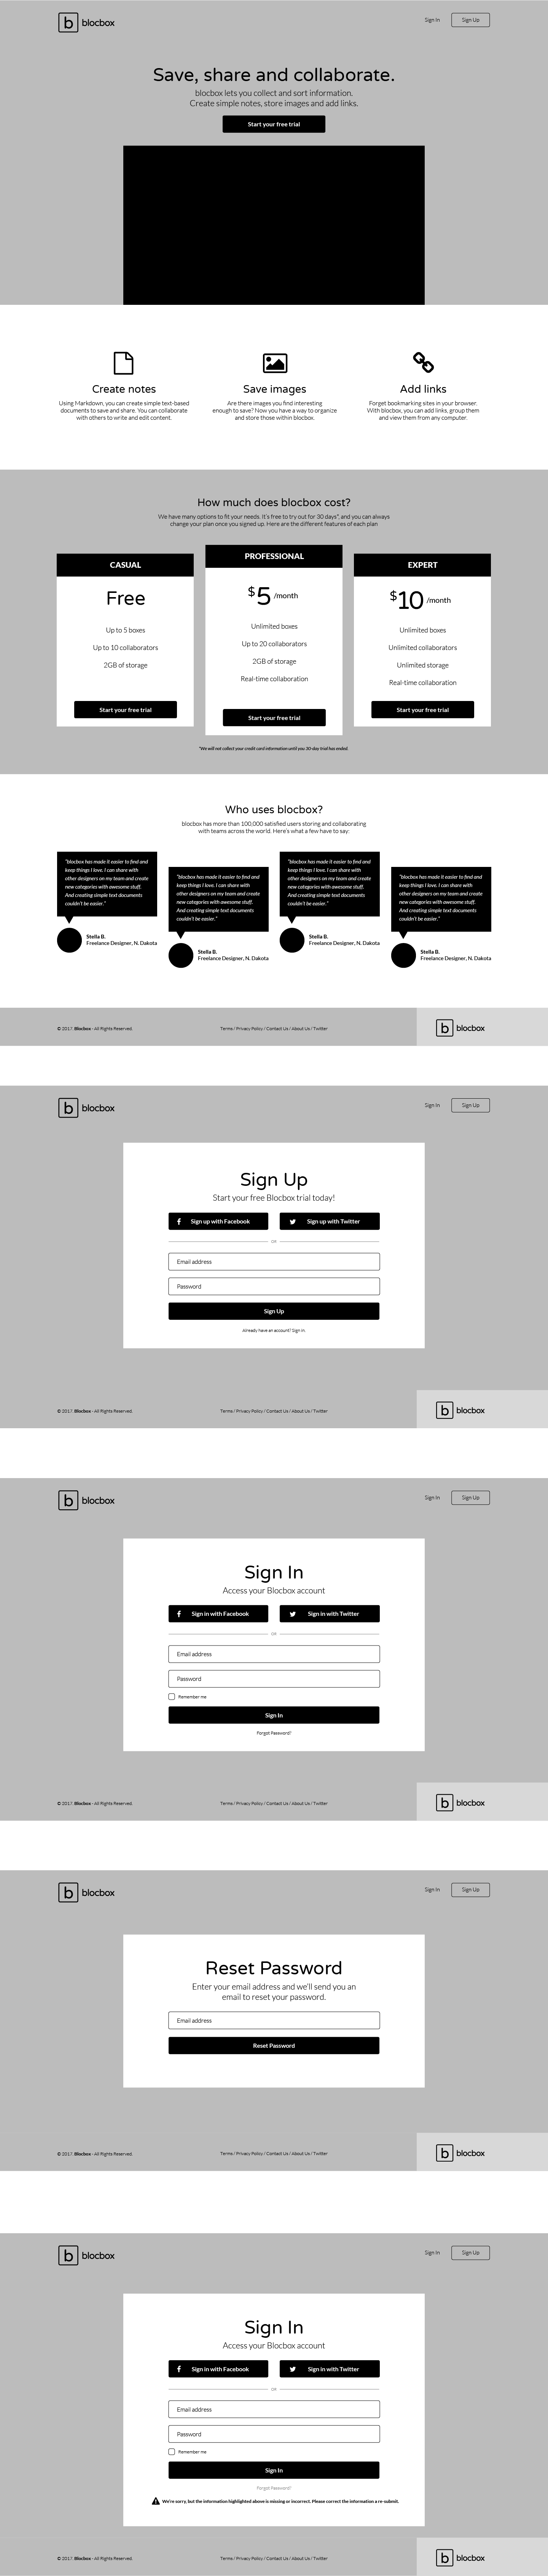 b blocbox
Sign In
Sign Up
Save, share and collaborate.
blocbox lets you collect and sort information.
Create simple notes, store images and add links.
Start your free trial
Create notes
Using Markdown, you can create simple text-based
documents to save and share. You can collaborate
with others to write and edit content.
Save images
Are there images you find interesting
enough to save? Now you have a way to organize
and store those within blocbox.
Add links
Forget bookmarking sites in your browser.
With blocbox, you can add links, group them
and view them from any computer.
How much does blocbox cost?
We have many options to fit your needs. It's free to try out for 30 days*, and you can always
change your plan once you signed up. Here are the different features of each plan
CASUAL
Free
Up to 5 boxes
Up to 10 collaborators
2GB of storage
Start your free trial
PROFESSIONAL
$5 /month
Unlimited boxes
Up to 20 collaborators
2GB of storage
Real-time collaboration
Start your free trial
EXPERT
$10 /month
Unlimited boxes
Unlimited collaborators
Unlimited storage
Real-time collaboration
Start your free trial
*We will not collect your credit card information until you 30-day trial has ended.
Who uses blocbox?
blocbox has more than 100,000 satisfied users storing and collaborating
with teams across the world. Here's what a few have to say:
"blocbox has made it easier to find and
keep things I love. I can share with
other designers on my team and create
new categories with awesome stuff.
And creating simple text documents
couldn't be easier."
Stella B.
Freelance Designer, N. Dakota
"blocbox has made it easier to find and
keep things I love. I can share with
other designers on my team and create
new categories with awesome stuff.
And creating simple text documents
couldn't be easier."
Stella B.
Freelance Designer, N. Dakota
"blocbox has made it easier to find and
keep things I love. I can share with
other designers on my team and create
new categories with awesome stuff.
And creating simple text documents
couldn't be easier."
Stella B.
Freelance Designer, N. Dakota
"blocbox has made it easier to find and
keep things I love. I can share with
other designers on my team and create
new categories with awesome stuff.
And creating simple text documents
couldn't be easier."
Stella B.
Freelance Designer, N. Dakota
© 2017. Blocbox - All Rights Reserved.
Terms / Privacy Policy / Contact Us / About Us / Twitter
b blocbox
b blocbox
Sign In
Sign Up
Sign Up
Start your free Blocbox trial today!
f Sign up with Facebook
Sign up with Twitter
OR
Email address
Password
Sign Up
Already have an account? Sign in.
© 2017. Blocbox - All Rights Reserved.
Terms / Privacy Policy / Contact Us / About Us / Twitter
b blocbox
b blocbox
Sign In
Sign Up
Sign In
Access your Blocbox account
f Sign in with Facebook
Sign in with Twitter
OR
Email address
Password
Remember me
Sign In
Forgot Password?
© 2017. Blocbox - All Rights Reserved.
Terms / Privacy Policy / Contact Us / About Us / Twitter
b blocbox
b blocbox
Sign In
Sign Up
Reset Password
Enter your email address and we'll send you an
email to reset your password.
Email address
Reset Password
© 2017. Blocbox - All Rights Reserved.
Terms / Privacy Policy / Contact Us / About Us / Twitter
b blocbox
b blocbox
Sign In
Sign Up
Sign In
Access your Blocbox account
f Sign in with Facebook
Sign in with Twitter
OR
Email address
Password
Remember me
Sign In
Forgot Password?
We're sorry, but the information highlighted above is missing or incorrect. Please correct the information a re-submit.
© 2017. Blocbox - All Rights Reserved.
Terms / Privacy Policy / Contact Us / About Us / Twitter
b blocbox